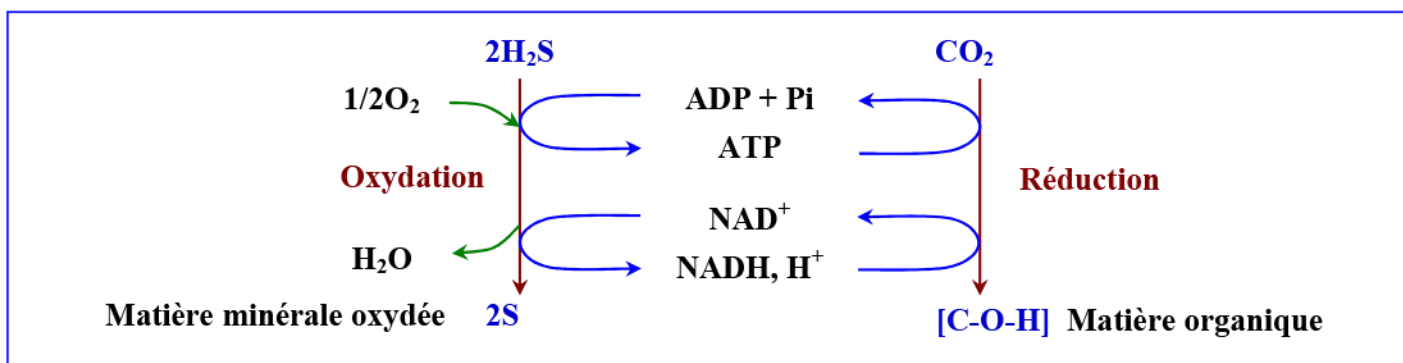 2H₂S CO₂
1/2O₂ ADP + Pi
ATP
Oxydation Réduction
NAD⁺
H₂O NADH, H⁺
Matière minérale oxydée 2S [C-O-H] Matière organique